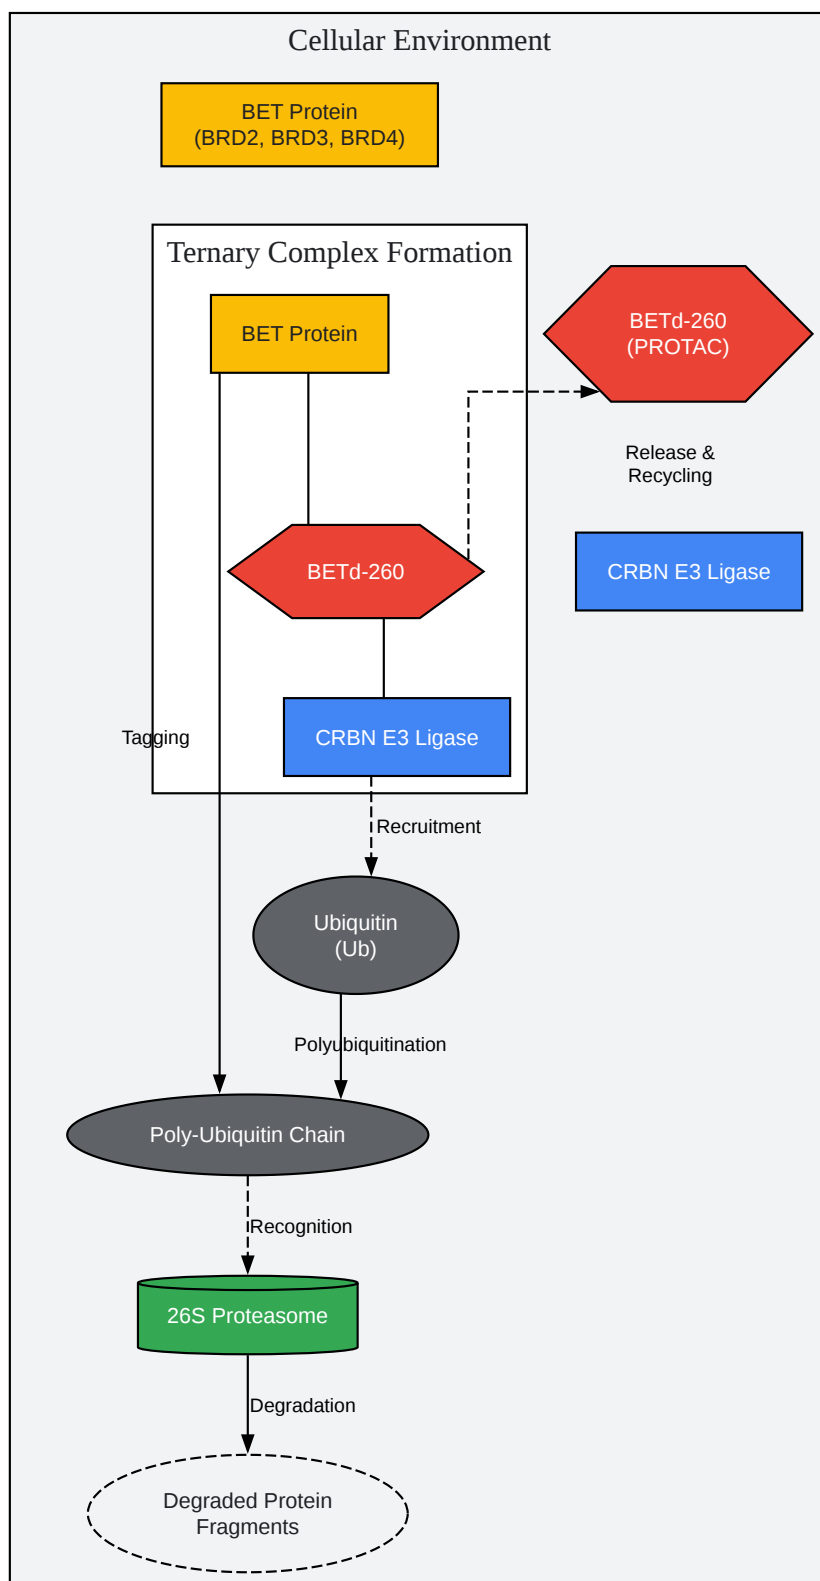 Cellular Environment
BET Protein
(BRD2, BRD3, BRD4)
Ternary Complex Formation
BET Protein
BETd-260
(PROTAC)
Release &
Recycling
BETd-260
CRBN E3 Ligase
CRBN E3 Ligase
Tagging
Recruitment
Ubiquitin
(Ub)
Polyubiquitination
Poly-Ubiquitin Chain
Recognition
26S Proteasome
Degradation
Degraded Protein
Fragments